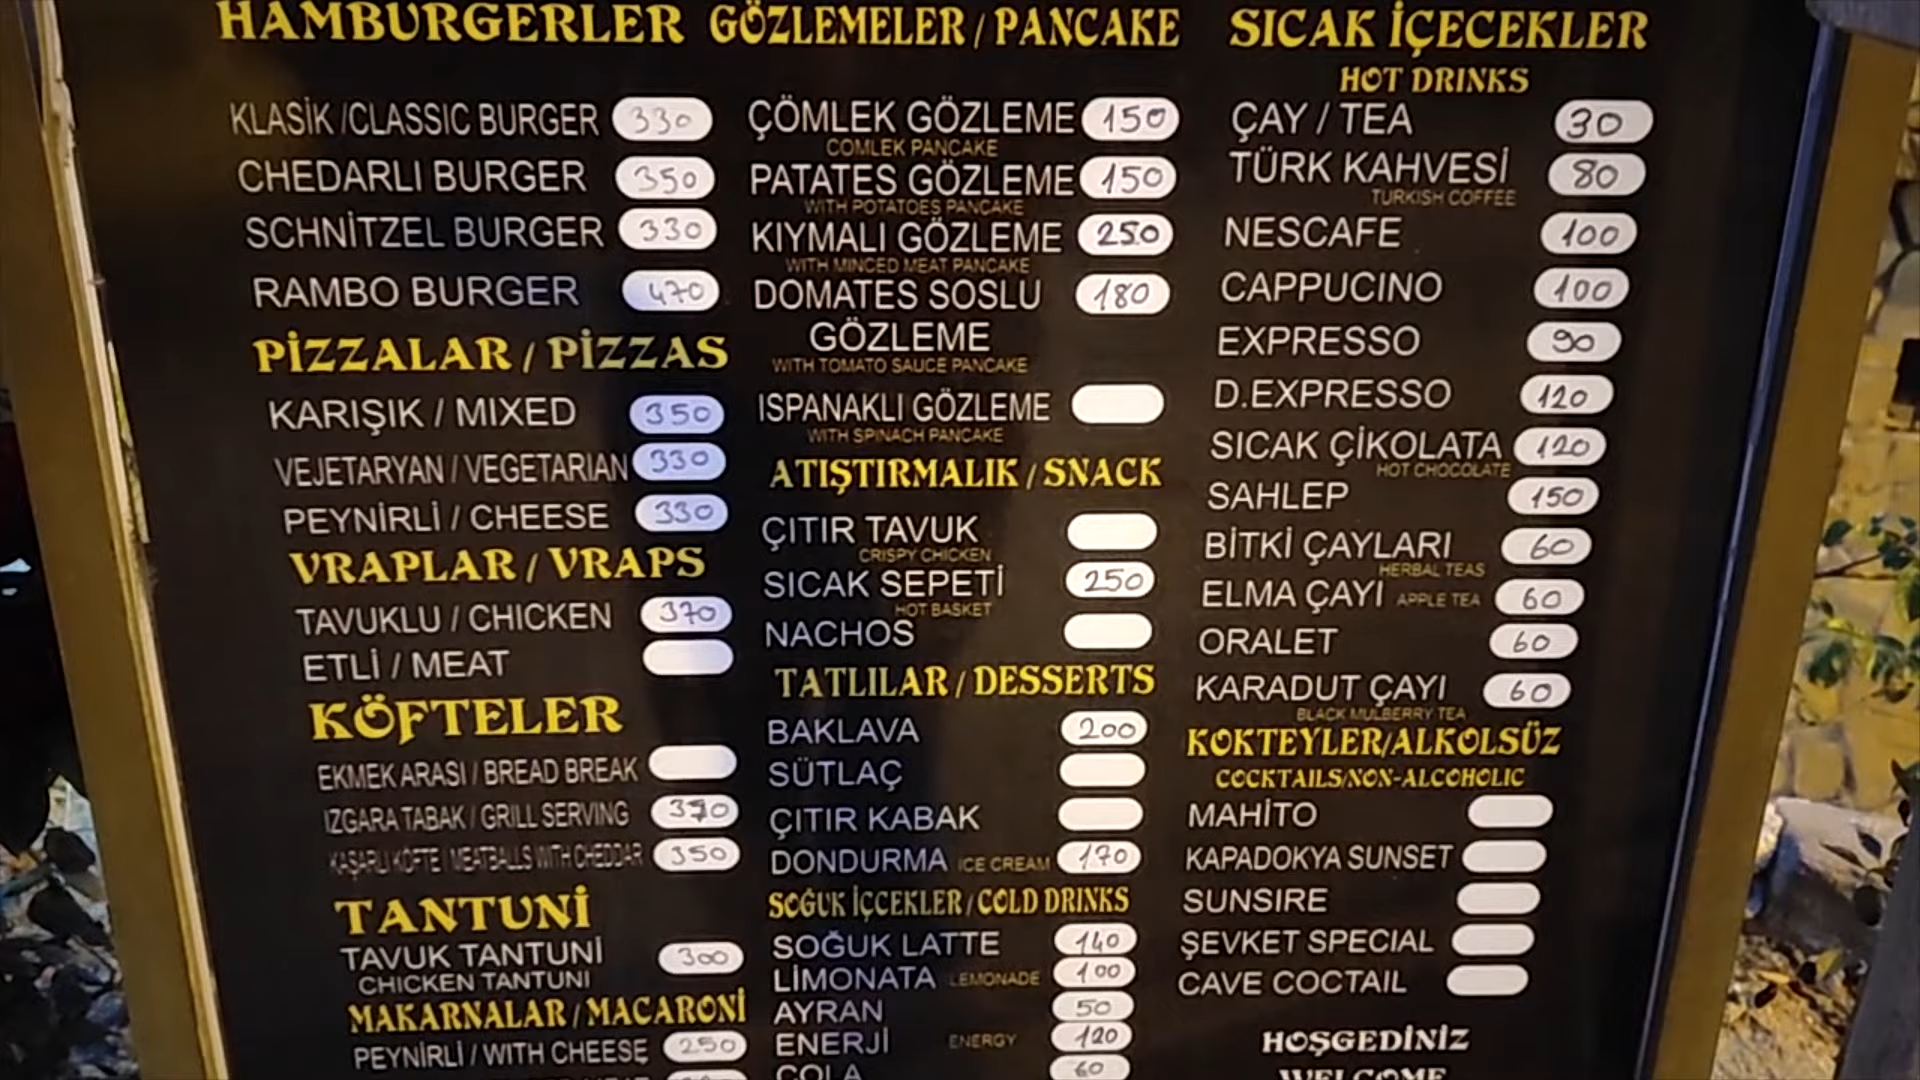 HAMBURGERLER
KLASİK /CLASSIC BURGER 330
CHEDARLI BURGER 350
SCHNİTZEL BURGER 330
RAMBO BURGER 470
PİZZALAR / PİZZAS
KARIŞIK / MIXED 350
VEJETARYAN / VEGETARIAN 330
PEYNİRLİ / CHEESE 330
VRAPLAR / VRAPS
TAVUKLU / CHICKEN 370
ETLİ / MEAT
KÖFTELER
EKMEK ARASI / BREAD BREAK
IZGARA TABAK / GRILL SERVING 370
KAŞARLI KÖFTE MEATBALLS WITH CHEDDAR 350
TANTUNİ
TAVUK TANTUNİ 300
CHICKEN TANTUNI
MAKARNALAR / MACARONİ
PEYNİRLİ / WITH CHEESE 250
GÖZLEMELER / PANCAKE
ÇÖMLEK GÖZLEME 150
COMLEK PANCAKE
PATATES GÖZLEME 150
WITH POTATOES PANCAKE
KIYMALI GÖZLEME 250
WITH MINCED MEAT PANCAKE
DOMATES SOSLU 180
GÖZLEME
WITH TOMATO SAUCE PANCAKE
ISPANAKLI GÖZLEME
WITH SPINACH PANCAKE
ATIŞTIRMALIK / SNACK
ÇITIR TAVUK
CRISPY CHICKEN
SICAK SEPETİ 250
HOT BASKET
NACHOS
TATLILAR / DESSERTS
BAKLAVA 200
SÜTLAÇ
ÇITIR KABAK
DONDURMA ICE CREAM 170
SOĞUK İÇCEKLER / COLD DRINKS
SOĞUK LATTE 140
LİMONATA LEMONADE 100
AYRAN 50
ENERJİ ENERGY 120
COLA 60
SICAK İÇECEKLER
HOT DRINKS
ÇAY / TEA 30
TÜRK KAHVESİ 80
TURKISH COFFEE
NESCAFE 100
CAPPUCINO 100
EXPRESSO 90
D.EXPRESSO 120
SICAK ÇİKOLATA 120
HOT CHOCOLATE
SAHLEP 150
BİTKİ ÇAYLARI 60
HERBAL TEAS
ELMA ÇAYI APPLE TEA 60
ORALET 60
KARADUT ÇAYI 60
BLACK MULBERRY TEA
KOKTEYLER/ALKOLSÜZ
COCKTAILS/NON-ALCOHOLIC
MAHİTO
KAPADOKYA SUNSET
SUNSIRE
ŞEVKET SPECIAL
CAVE COCTAIL
HOŞGEDİNİZ
WELCOME